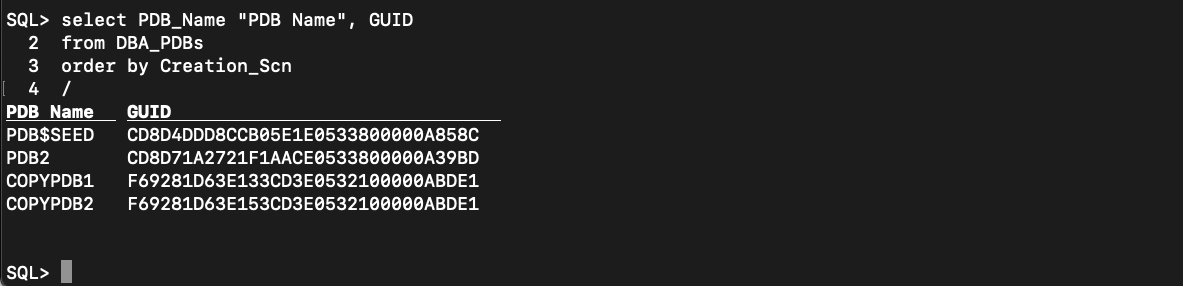 SQL> select PDB_Name "PDB Name", GUID
2 from DBA_PDBs
3 order by Creation_Scn
4 /
PDB Name GUID
PDB$SEED CD8D4DDD8CCB05E1E0533800000A858C
PDB2 CD8D71A2721F1AACE0533800000A39BD
COPYPDB1 F69281D63E133CD3E0532100000ABDE1
COPYPDB2 F69281D63E153CD3E0532100000ABDE1
SQL>